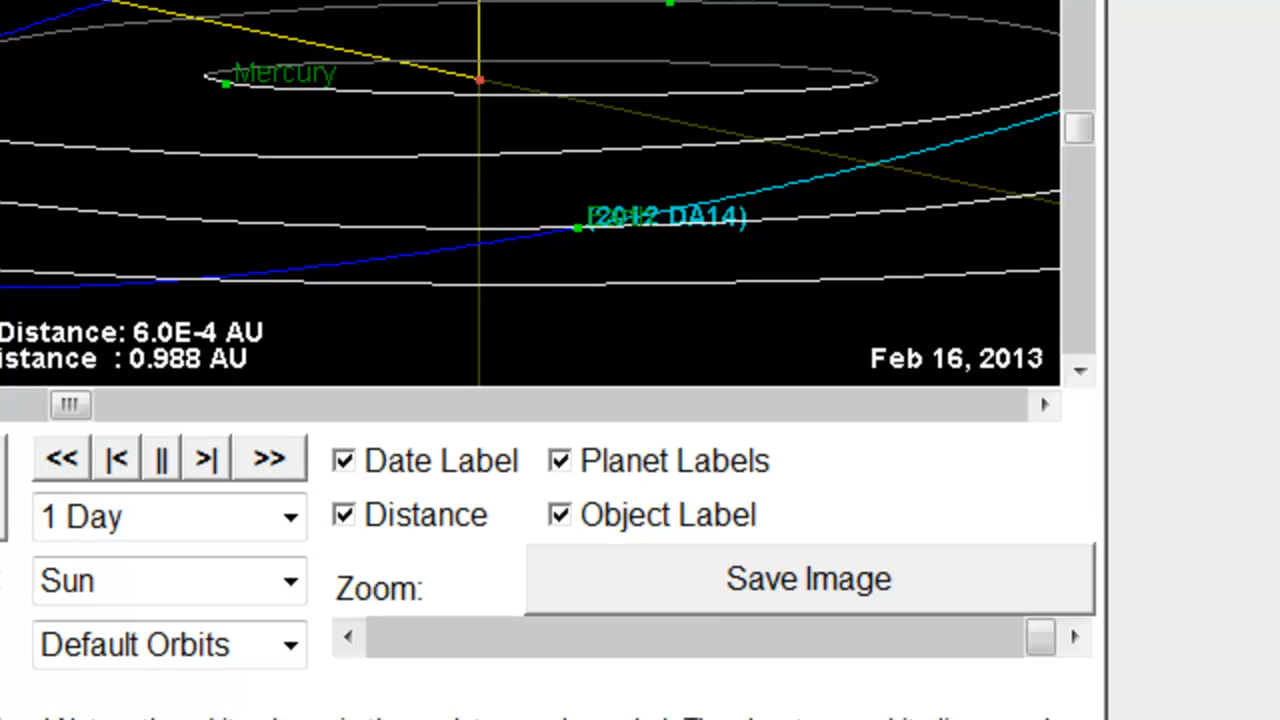 Mercury
(2012 DA14)
Distance: 6.0E-4 AU
istance : 0.988 AU
Feb 16, 2013
<< |< || >| >>
Date Label
Planet Labels
1 Day
Distance
Object Label
Sun
Zoom:
Save Image
Default Orbits